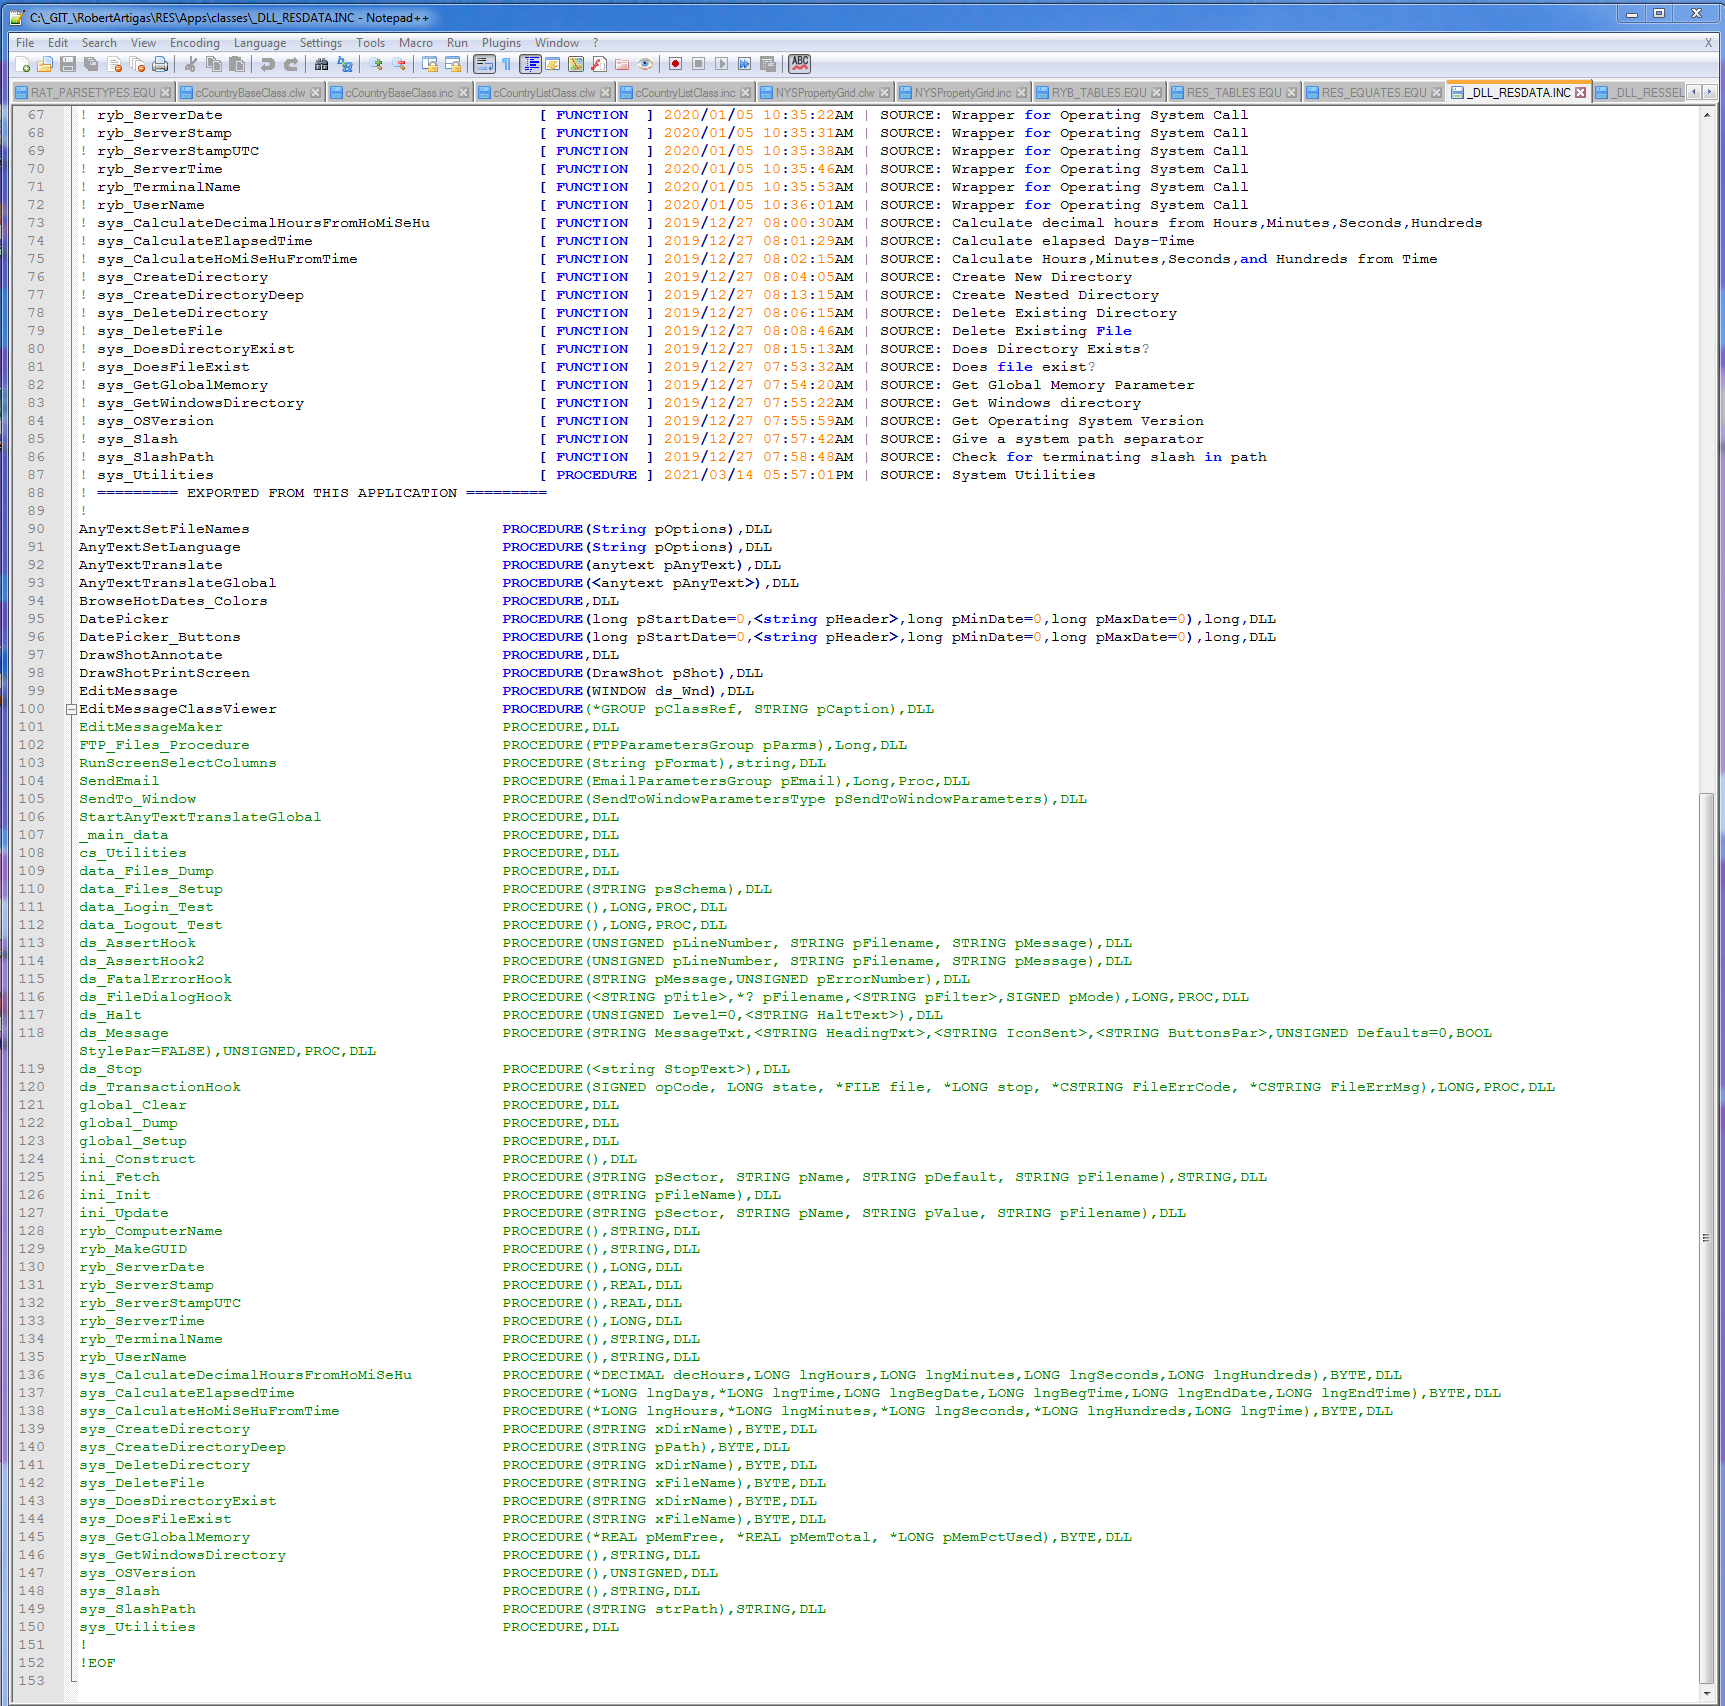 C:\_GIT_\RobertArtigas\RES\Apps\classes\_DLL_RESDATA.INC - Notepad++
File Edit Search View Encoding Language Settings Tools Macro Run Plugins Window ? X
RAT_PARSETYPES.EQU cCountryBaseClass.clw cCountryBaseClass.inc cCountryListClass.clw cCountryListClass.inc NYSPropertyGrid.clw NYSPropertyGrid.inc RYB_TABLES.EQU RES_TABLES.EQU RES_EQUATES.EQU _DLL_RESDATA.INC _DLL_RESSEL
67 ! ryb_ServerDate [ FUNCTION ] 2020/01/05 10:35:22AM | SOURCE: Wrapper for Operating System Call
68 ! ryb_ServerStamp [ FUNCTION ] 2020/01/05 10:35:31AM | SOURCE: Wrapper for Operating System Call
69 ! ryb_ServerStampUTC [ FUNCTION ] 2020/01/05 10:35:38AM | SOURCE: Wrapper for Operating System Call
70 ! ryb_ServerTime [ FUNCTION ] 2020/01/05 10:35:46AM | SOURCE: Wrapper for Operating System Call
71 ! ryb_TerminalName [ FUNCTION ] 2020/01/05 10:35:53AM | SOURCE: Wrapper for Operating System Call
72 ! ryb_UserName [ FUNCTION ] 2020/01/05 10:36:01AM | SOURCE: Wrapper for Operating System Call
73 ! sys_CalculateDecimalHoursFromHoMiSeHu [ FUNCTION ] 2019/12/27 08:00:30AM | SOURCE: Calculate decimal hours from Hours,Minutes,Seconds,Hundreds
74 ! sys_CalculateElapsedTime [ FUNCTION ] 2019/12/27 08:01:29AM | SOURCE: Calculate elapsed Days-Time
75 ! sys_CalculateHoMiSeHuFromTime [ FUNCTION ] 2019/12/27 08:02:15AM | SOURCE: Calculate Hours,Minutes,Seconds,and Hundreds from Time
76 ! sys_CreateDirectory [ FUNCTION ] 2019/12/27 08:04:05AM | SOURCE: Create New Directory
77 ! sys_CreateDirectoryDeep [ FUNCTION ] 2019/12/27 08:13:15AM | SOURCE: Create Nested Directory
78 ! sys_DeleteDirectory [ FUNCTION ] 2019/12/27 08:06:15AM | SOURCE: Delete Existing Directory
79 ! sys_DeleteFile [ FUNCTION ] 2019/12/27 08:08:46AM | SOURCE: Delete Existing File
80 ! sys_DoesDirectoryExist [ FUNCTION ] 2019/12/27 08:15:13AM | SOURCE: Does Directory Exists?
81 ! sys_DoesFileExist [ FUNCTION ] 2019/12/27 07:53:32AM | SOURCE: Does file exist?
82 ! sys_GetGlobalMemory [ FUNCTION ] 2019/12/27 07:54:20AM | SOURCE: Get Global Memory Parameter
83 ! sys_GetWindowsDirectory [ FUNCTION ] 2019/12/27 07:55:22AM | SOURCE: Get Windows directory
84 ! sys_OSVersion [ FUNCTION ] 2019/12/27 07:55:59AM | SOURCE: Get Operating System Version
85 ! sys_Slash [ FUNCTION ] 2019/12/27 07:57:42AM | SOURCE: Give a system path separator
86 ! sys_SlashPath [ FUNCTION ] 2019/12/27 07:58:48AM | SOURCE: Check for terminating slash in path
87 ! sys_Utilities [ PROCEDURE ] 2021/03/14 05:57:01PM | SOURCE: System Utilities
88 ! ========= EXPORTED FROM THIS APPLICATION =========
89 !
90 AnyTextSetFileNames PROCEDURE(String pOptions),DLL
91 AnyTextSetLanguage PROCEDURE(String pOptions),DLL
92 AnyTextTranslate PROCEDURE(anytext pAnyText),DLL
93 AnyTextTranslateGlobal PROCEDURE(<anytext pAnyText>),DLL
94 BrowseHotDates_Colors PROCEDURE,DLL
95 DatePicker PROCEDURE(long pStartDate=0,<string pHeader>,long pMinDate=0,long pMaxDate=0),long,DLL
96 DatePicker_Buttons PROCEDURE(long pStartDate=0,<string pHeader>,long pMinDate=0,long pMaxDate=0),long,DLL
97 DrawShotAnnotate PROCEDURE,DLL
98 DrawShotPrintScreen PROCEDURE(DrawShot pShot),DLL
99 EditMessage PROCEDURE(WINDOW ds_Wnd),DLL
100 EditMessageClassViewer PROCEDURE(*GROUP pClassRef, STRING pCaption),DLL
101 EditMessageMaker PROCEDURE,DLL
102 FTP_Files_Procedure PROCEDURE(FTPParametersGroup pParms),Long,DLL
103 RunScreenSelectColumns PROCEDURE(String pFormat),string,DLL
104 SendEmail PROCEDURE(EmailParametersGroup pEmail),Long,Proc,DLL
105 SendTo_Window PROCEDURE(SendToWindowParametersType pSendToWindowParameters),DLL
106 StartAnyTextTranslateGlobal PROCEDURE,DLL
107 _main_data PROCEDURE,DLL
108 cs_Utilities PROCEDURE,DLL
109 data_Files_Dump PROCEDURE,DLL
110 data_Files_Setup PROCEDURE(STRING psSchema),DLL
111 data_Login_Test PROCEDURE(),LONG,PROC,DLL
112 data_Logout_Test PROCEDURE(),LONG,PROC,DLL
113 ds_AssertHook PROCEDURE(UNSIGNED pLineNumber, STRING pFilename, STRING pMessage),DLL
114 ds_AssertHook2 PROCEDURE(UNSIGNED pLineNumber, STRING pFilename, STRING pMessage),DLL
115 ds_FatalErrorHook PROCEDURE(STRING pMessage,UNSIGNED pErrorNumber),DLL
116 ds_FileDialogHook PROCEDURE(<STRING pTitle>,*? pFilename,<STRING pFilter>,SIGNED pMode),LONG,PROC,DLL
117 ds_Halt PROCEDURE(UNSIGNED Level=0,<STRING HaltText>),DLL
118 ds_Message PROCEDURE(STRING MessageTxt,<STRING HeadingTxt>,<STRING IconSent>,<STRING ButtonsPar>,UNSIGNED Defaults=0,BOOL
StylePar=FALSE),UNSIGNED,PROC,DLL
119 ds_Stop PROCEDURE(<string StopText>),DLL
120 ds_TransactionHook PROCEDURE(SIGNED opCode, LONG state, *FILE file, *LONG stop, *CSTRING FileErrCode, *CSTRING FileErrMsg),LONG,PROC,DLL
121 global_Clear PROCEDURE,DLL
122 global_Dump PROCEDURE,DLL
123 global_Setup PROCEDURE,DLL
124 ini_Construct PROCEDURE(),DLL
125 ini_Fetch PROCEDURE(STRING pSector, STRING pName, STRING pDefault, STRING pFilename),STRING,DLL
126 ini_Init PROCEDURE(STRING pFileName),DLL
127 ini_Update PROCEDURE(STRING pSector, STRING pName, STRING pValue, STRING pFilename),DLL
128 ryb_ComputerName PROCEDURE(),STRING,DLL
129 ryb_MakeGUID PROCEDURE(),STRING,DLL
130 ryb_ServerDate PROCEDURE(),LONG,DLL
131 ryb_ServerStamp PROCEDURE(),REAL,DLL
132 ryb_ServerStampUTC PROCEDURE(),REAL,DLL
133 ryb_ServerTime PROCEDURE(),LONG,DLL
134 ryb_TerminalName PROCEDURE(),STRING,DLL
135 ryb_UserName PROCEDURE(),STRING,DLL
136 sys_CalculateDecimalHoursFromHoMiSeHu PROCEDURE(*DECIMAL decHours,LONG lngHours,LONG lngMinutes,LONG lngSeconds,LONG lngHundreds),BYTE,DLL
137 sys_CalculateElapsedTime PROCEDURE(*LONG lngDays,*LONG lngTime,LONG lngBegDate,LONG lngBegTime,LONG lngEndDate,LONG lngEndTime),BYTE,DLL
138 sys_CalculateHoMiSeHuFromTime PROCEDURE(*LONG lngHours,*LONG lngMinutes,*LONG lngSeconds,*LONG lngHundreds,LONG lngTime),BYTE,DLL
139 sys_CreateDirectory PROCEDURE(STRING xDirName),BYTE,DLL
140 sys_CreateDirectoryDeep PROCEDURE(STRING pPath),BYTE,DLL
141 sys_DeleteDirectory PROCEDURE(STRING xDirName),BYTE,DLL
142 sys_DeleteFile PROCEDURE(STRING xFileName),BYTE,DLL
143 sys_DoesDirectoryExist PROCEDURE(STRING xDirName),BYTE,DLL
144 sys_DoesFileExist PROCEDURE(STRING xFileName),BYTE,DLL
145 sys_GetGlobalMemory PROCEDURE(*REAL pMemFree, *REAL pMemTotal, *LONG pMemPctUsed),BYTE,DLL
146 sys_GetWindowsDirectory PROCEDURE(),STRING,DLL
147 sys_OSVersion PROCEDURE(),UNSIGNED,DLL
148 sys_Slash PROCEDURE(),STRING,DLL
149 sys_SlashPath PROCEDURE(STRING strPath),STRING,DLL
150 sys_Utilities PROCEDURE,DLL
151 !
152 !EOF
153